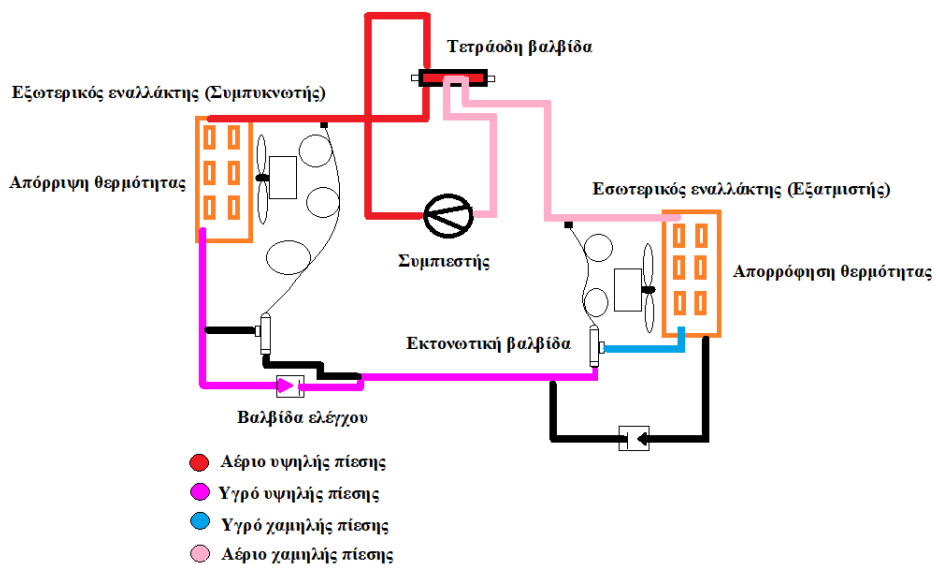 Τετράοδη βαλβίδα
Εξωτερικός εναλλάκτης (Συμπυκνωτής)
Απόρριψη θερμότητας
Εσωτερικός εναλλάκτης (Εξατμιστής)
Συμπιεστής
Απορρόφηση θερμότητας
Εκτονωτική βαλβίδα
Βαλβίδα ελέγχου
Αέριο υψηλής πίεσης
Υγρό υψηλής πίεσης
Υγρό χαμηλής πίεσης
Αέριο χαμηλής πίεσης